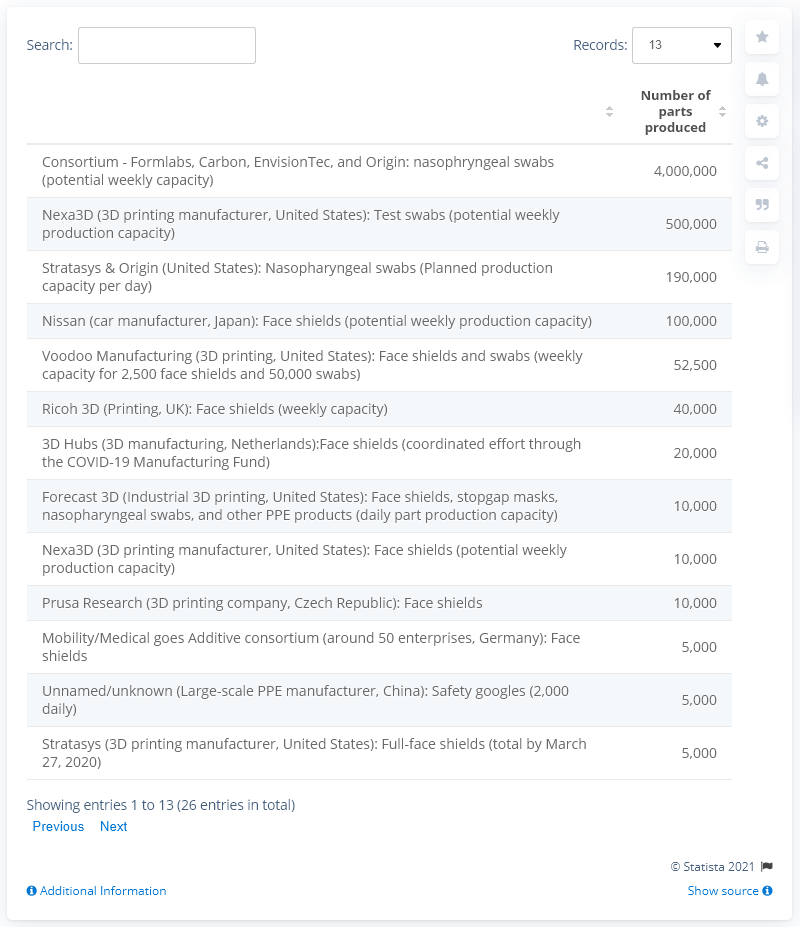 Search:
Records: 13
Number of
parts
produced
Consortium - Formlabs, Carbon, EnvisionTec, and Origin: nasophryngeal swabs
(potential weekly capacity)
4,000,000
Nexa3D (3D printing manufacturer, United States): Test swabs (potential weekly
production capacity)
500,000
Stratasys & Origin (United States): Nasopharyngeal swabs (Planned production
capacity per day)
190,000
Nissan (car manufacturer, Japan): Face shields (potential weekly production capacity)
100,000
Voodoo Manufacturing (3D printing, United States): Face shields and swabs (weekly
capacity for 2,500 face shields and 50,000 swabs)
52,500
Ricoh 3D (Printing, UK): Face shields (weekly capacity)
40,000
3D Hubs (3D manufacturing, Netherlands):Face shields (coordinated effort through
the COVID-19 Manufacturing Fund)
20,000
Forecast 3D (Industrial 3D printing, United States): Face shields, stopgap masks,
nasopharyngeal swabs, and other PPE products (daily part production capacity)
10,000
Nexa3D (3D printing manufacturer, United States): Face shields (potential weekly
production capacity)
10,000
Prusa Research (3D printing company, Czech Republic): Face shields
10,000
Mobility/Medical goes Additive consortium (around 50 enterprises, Germany): Face
shields
5,000
Unnamed/unknown (Large-scale PPE manufacturer, China): Safety googles (2,000
daily)
5,000
Stratasys (3D printing manufacturer, United States): Full-face shields (total by March
27, 2020)
5,000
Showing entries 1 to 13 (26 entries in total)
Previous Next
© Statista 2021
Additional Information
Show source